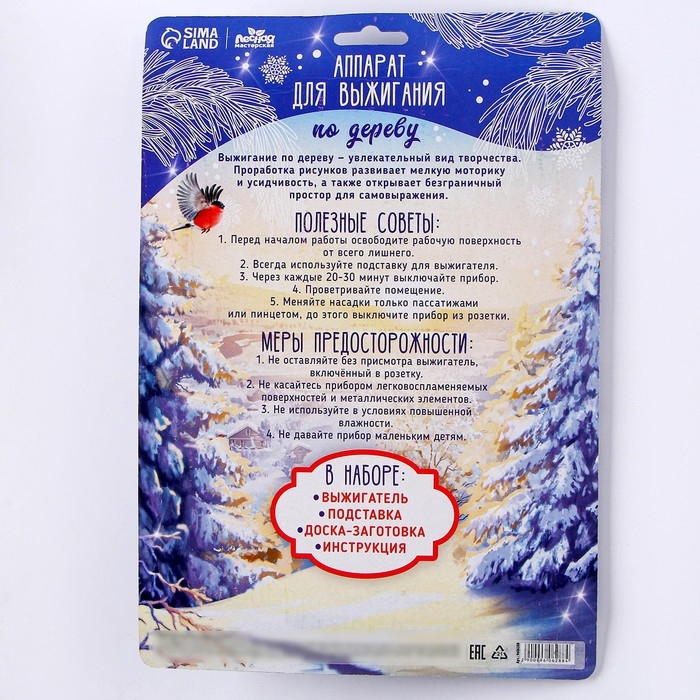 SIMA
LAND
Лесная
мастерская
АППАРАТ
ДЛЯ ВЫЖИГАНИЯ
по дереву
Выжигание по дереву – увлекательный вид творчества.
Проработка рисунков развивает мелкую моторику
и усидчивость, а также открывает безграничный
простор для самовыражения.
ПОЛЕЗНЫЕ СОВЕТЫ:
1. Перед началом работы освободите рабочую поверхность
от всего лишнего.
2. Всегда используйте подставку для выжигателя.
3. Через каждые 20-30 минут выключайте прибор.
4. Проветривайте помещение.
5. Меняйте насадки только пассатижами
или пинцетом, до этого выключите прибор из розетки.
МЕРЫ ПРЕДОСТОРОЖНОСТИ:
1. Не оставляйте без присмотра выжигатель,
включённый в розетку.
2. Не касайтесь прибором легковоспламеняемых
поверхностей и металлических элементов.
3. Не используйте в условиях повышенной
влажности.
4. Не давайте прибор маленьким детям.
В НАБОРЕ:
•ВЫЖИГАТЕЛЬ
•ПОДСТАВКА
•ДОСКА-ЗАГОТОВКА
•ИНСТРУКЦИЯ
EAC
21